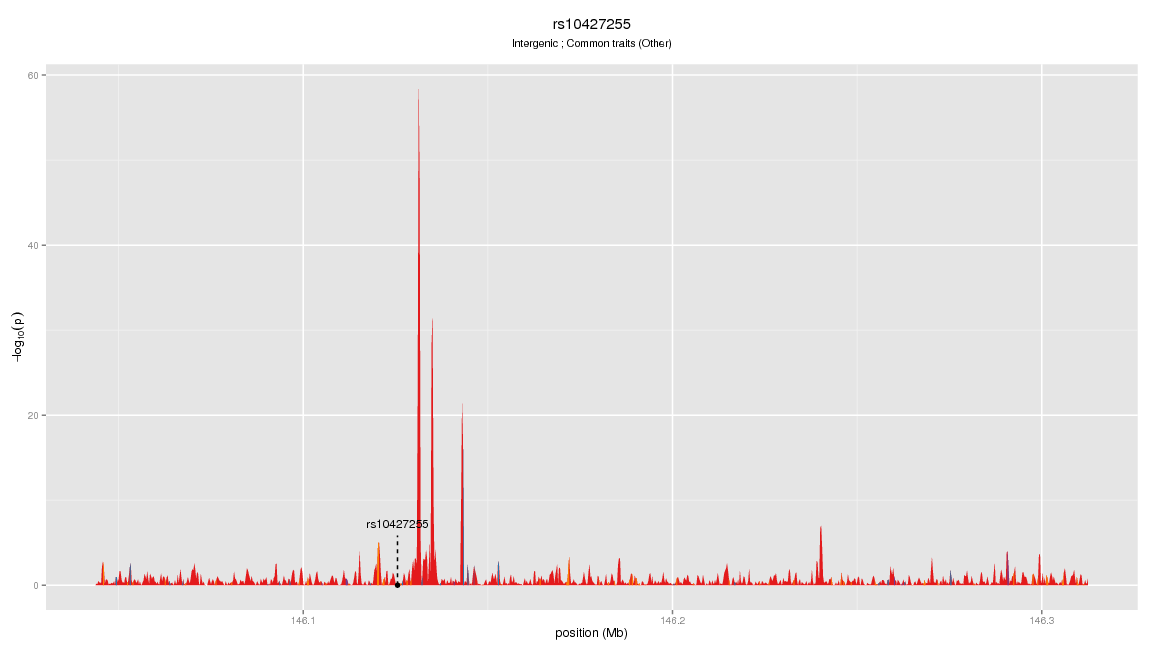 rs10427255
Intergenic ; Common traits (Other)
60
40
20
0
−log10(p)
rs10427255
146.1
146.2
146.3
position (Mb)